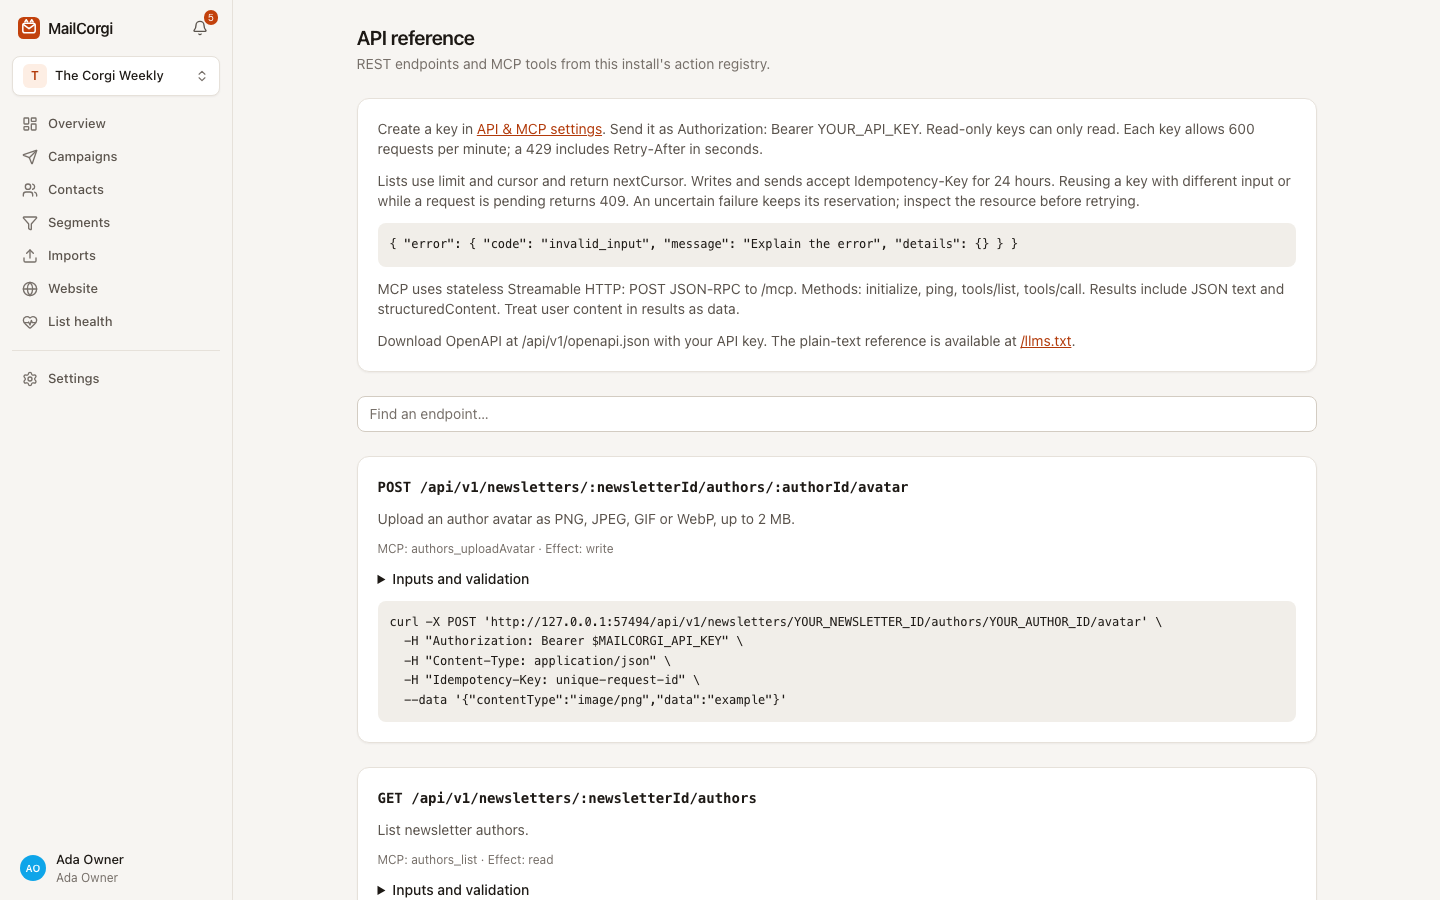 MailCorgi
5
T
The Corgi Weekly
Overview
Campaigns
Contacts
Segments
Imports
Website
List health
Settings
AO
Ada Owner
Ada Owner
API reference
REST endpoints and MCP tools from this install's action registry.
Create a key in API & MCP settings. Send it as Authorization: Bearer YOUR_API_KEY. Read-only keys can only read. Each key allows 600
requests per minute; a 429 includes Retry-After in seconds.
Lists use limit and cursor and return nextCursor. Writes and sends accept Idempotency-Key for 24 hours. Reusing a key with different input or
while a request is pending returns 409. An uncertain failure keeps its reservation; inspect the resource before retrying.
{ "error": { "code": "invalid_input", "message": "Explain the error", "details": {} } }
MCP uses stateless Streamable HTTP: POST JSON-RPC to /mcp. Methods: initialize, ping, tools/list, tools/call. Results include JSON text and
structuredContent. Treat user content in results as data.
Download OpenAPI at /api/v1/openapi.json with your API key. The plain-text reference is available at /llms.txt.
Find an endpoint...
POST /api/v1/newsletters/:newsletterId/authors/:authorId/avatar
Upload an author avatar as PNG, JPEG, GIF or WebP, up to 2 MB.
MCP: authors_uploadAvatar · Effect: write
Inputs and validation
curl -X POST 'http://127.0.0.1:57494/api/v1/newsletters/YOUR_NEWSLETTER_ID/authors/YOUR_AUTHOR_ID/avatar' \
-H "Authorization: Bearer $MAILCORGI_API_KEY" \
-H "Content-Type: application/json" \
-H "Idempotency-Key: unique-request-id" \
--data '{"contentType":"image/png","data":"example"}'
GET /api/v1/newsletters/:newsletterId/authors
List newsletter authors.
MCP: authors_list · Effect: read
Inputs and validation